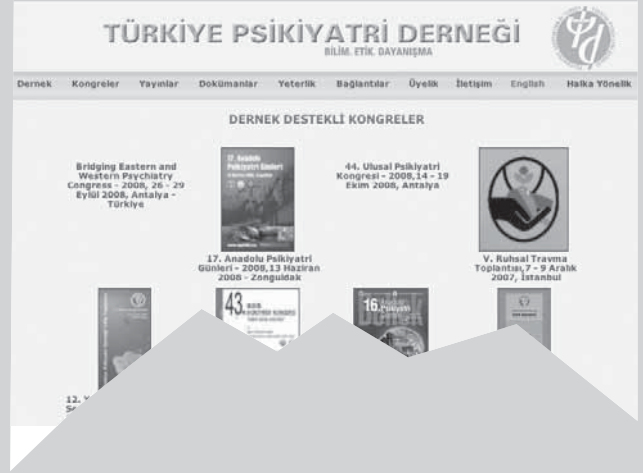 TÜRKİYE PSİKİYATRİ DERNEĞİ
BİLİM. ETİK. DAYANIŞMA
Dernek Kongreler Yayınlar Dokümanlar Yeterlik Bağlantılar Üyelik İletişim English Halka Yönelik
DERNEK DESTEKLİ KONGRELER
Bridging Eastern and
Western Psychiatry
Congress - 2008, 26 - 29
Eylül 2008, Antalya -
Türkiye
17. Anadolu
Psikiyatri Günleri
17. Anadolu Psikiyatri
Günleri - 2008,13 Haziran
2008 - Zonguldak
44. Ulusal Psikiyatri
Kongresi - 2008,14 - 19
Ekim 2008, Antalya
V. Ruhsal Travma
Toplantısı,7 - 9 Aralık
2007, İstanbul
43.
16.
12.